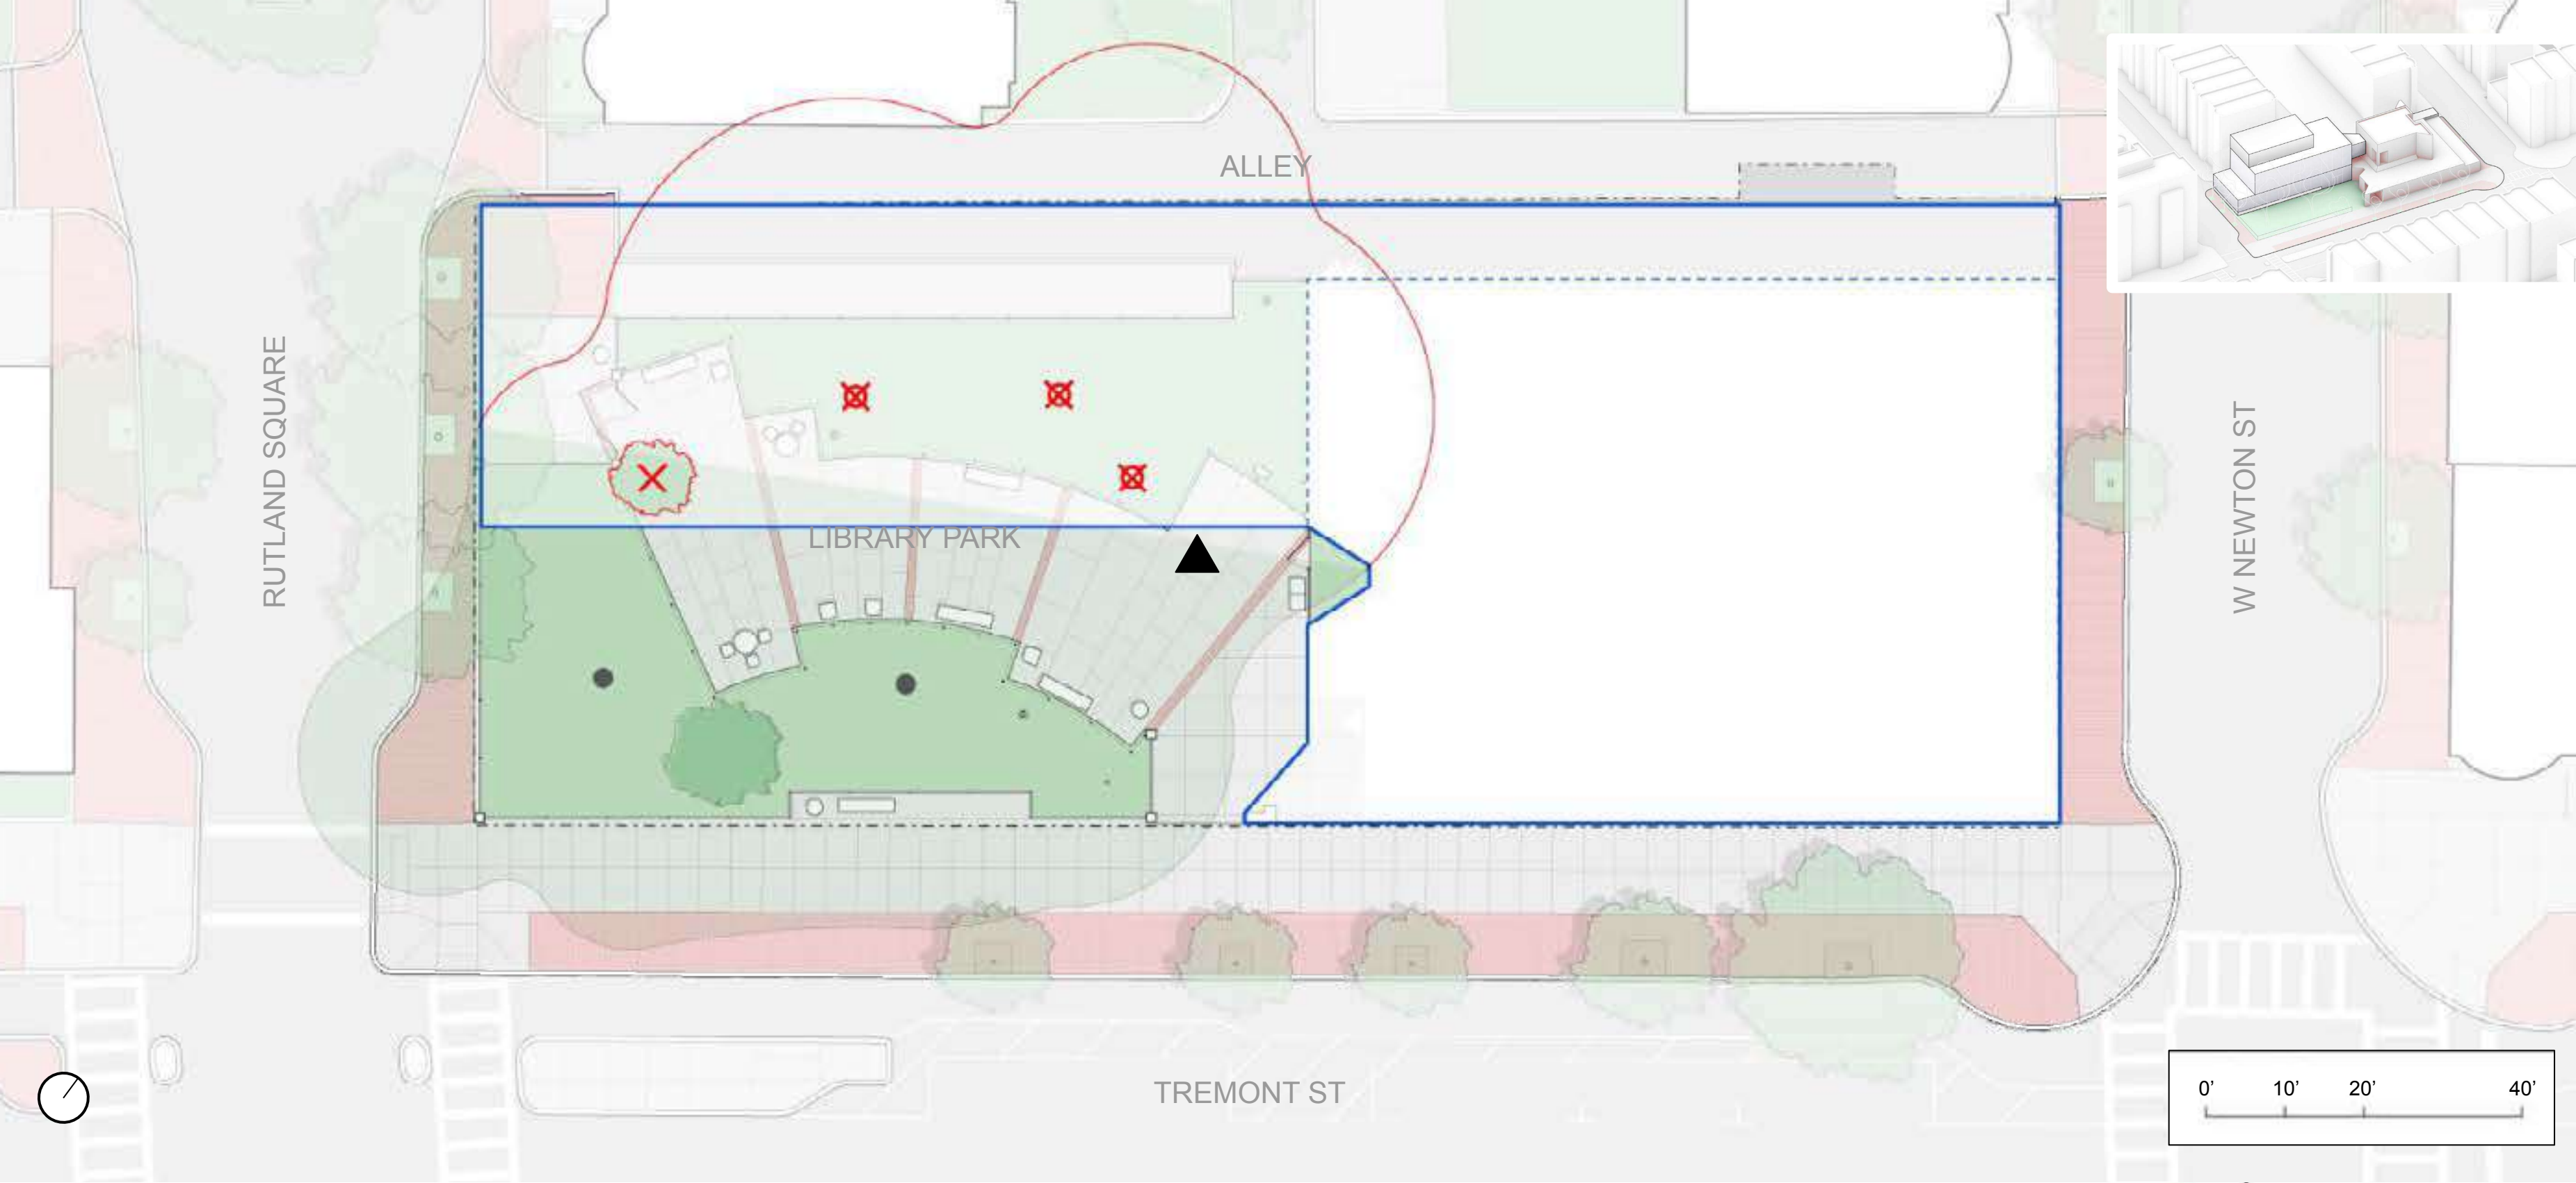 ALLEY
RUTLAND SQUARE
W NEWTON ST
LIBRARY PARK
TREMONT ST
0' 10' 20' 40'